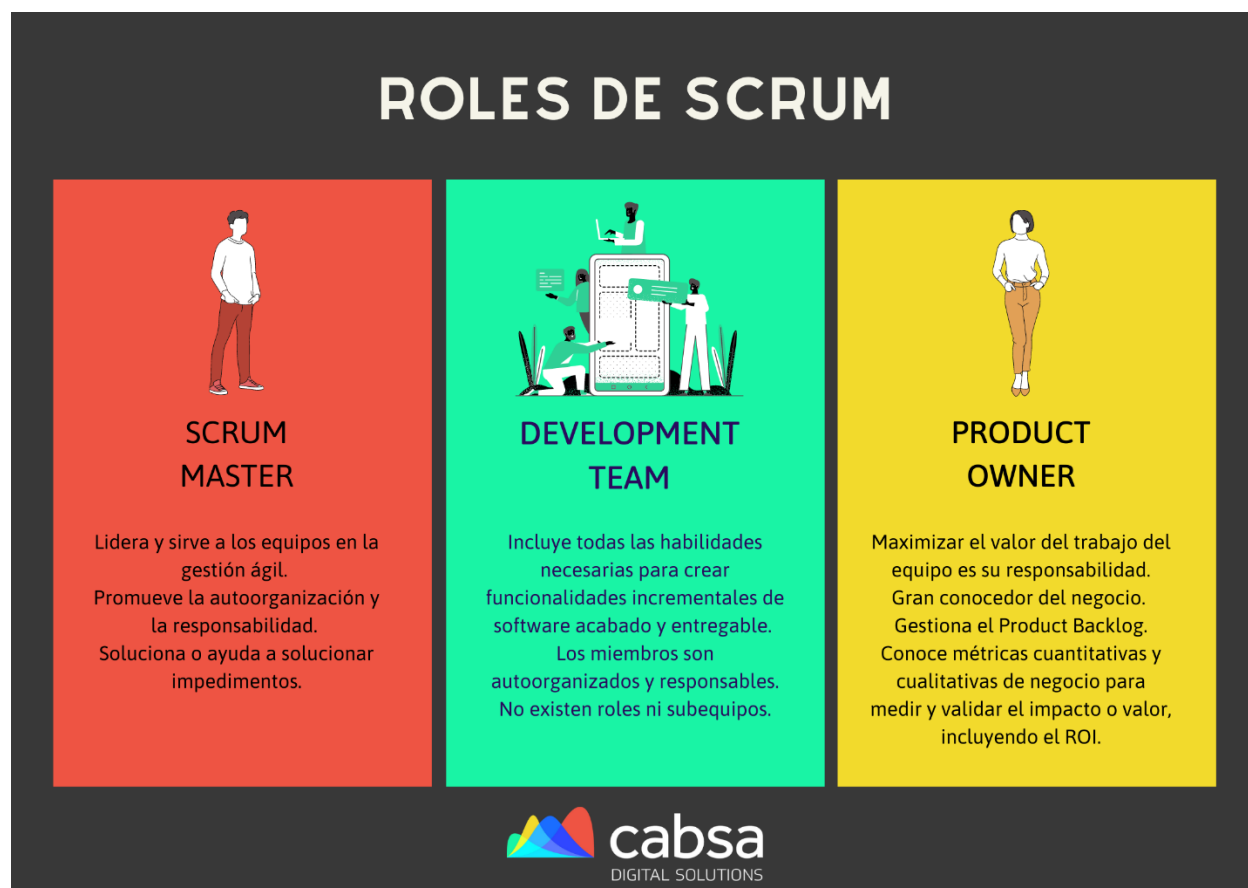 ROLES DE SCRUM
SCRUM
MASTER
Lidera y sirve a los equipos en la
gestión ágil.
Promueve la autoorganización y
la responsabilidad.
Soluciona o ayuda a solucionar
impedimentos.
DEVELOPMENT
TEAM
Incluye todas las habilidades
necesarias para crear
funcionalidades incrementales de
software acabado y entregable.
Los miembros son
autoorganizados y responsables.
No existen roles ni subequipos.
PRODUCT
OWNER
Maximizar el valor del trabajo del
equipo es su responsabilidad.
Gran conocedor del negocio.
Gestiona el Product Backlog.
Conoce métricas cuantitativas y
cualitativas de negocio para
medir y validar el impacto o valor,
incluyendo el ROI.
cabsa
DIGITAL SOLUTIONS